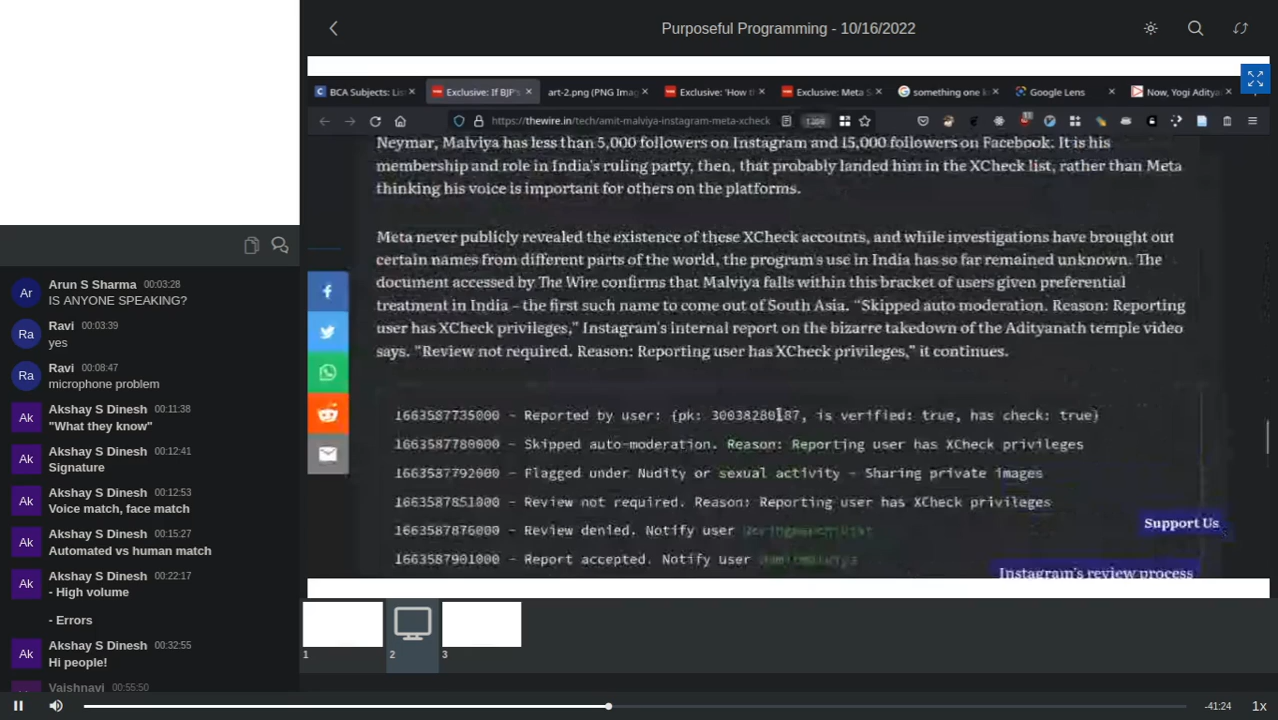 Purposeful Programming - 10/16/2022
BCA Subjects: Lis
Exclusive: If BJP's
art-2.png (PNG Imag
Exclusive: 'How th
Exclusive: Meta S
something one k
Google Lens
Now, Yogi Aditya
https://thewire.in/tech/amit-malviya-instagram-meta-xcheck
Neymar, Malviya has less than 5,000 followers on Instagram and 15,000 followers on Facebook. It is his
membership and role in India's ruling party, then, that probably landed him in the XCheck list, rather than Meta
thinking his voice is important for others on the platforms.
Meta never publicly revealed the existence of these XCheck accounts, and while investigations have brought out
certain names from different parts of the world, the program's use in India has so far remained unknown. The
document accessed by The Wire confirms that Malviya falls within this bracket of users given preferential
treatment in India – the first such name to come out of South Asia. "Skipped auto moderation. Reason: Reporting
user has XCheck privileges," Instagram's internal report on the bizarre takedown of the Adityanath temple video
says. "Review not required. Reason: Reporting user has XCheck privileges," it continues.
1663587735000 - Reported by user: {pk: 30038280187, is verified: true, has check: true}
1663587780000 - Skipped auto-moderation. Reason: Reporting user has XCheck privileges
1663587792000 - Flagged under Nudity or sexual activity - Sharing private images
1663587851000 - Review not required. Reason: Reporting user has XCheck privileges
1663587876000 - Review denied. Notify user
1663587901000 - Report accepted. Notify user
Support Us
Instagram's review process
Ar
Arun S Sharma 00:03:28
IS ANYONE SPEAKING?
Ra
Ravi 00:03:39
yes
Ra
Ravi 00:08:47
microphone problem
Ak
Akshay S Dinesh 00:11:38
"What they know"
Ak
Akshay S Dinesh 00:12:41
Signature
Ak
Akshay S Dinesh 00:12:53
Voice match, face match
Ak
Akshay S Dinesh 00:15:27
Automated vs human match
Ak
Akshay S Dinesh 00:22:17
- High volume
- Errors
Ak
Akshay S Dinesh 00:32:55
Hi people!
Vaishnavi 00:55:50
1
2
3
-41:24
1x